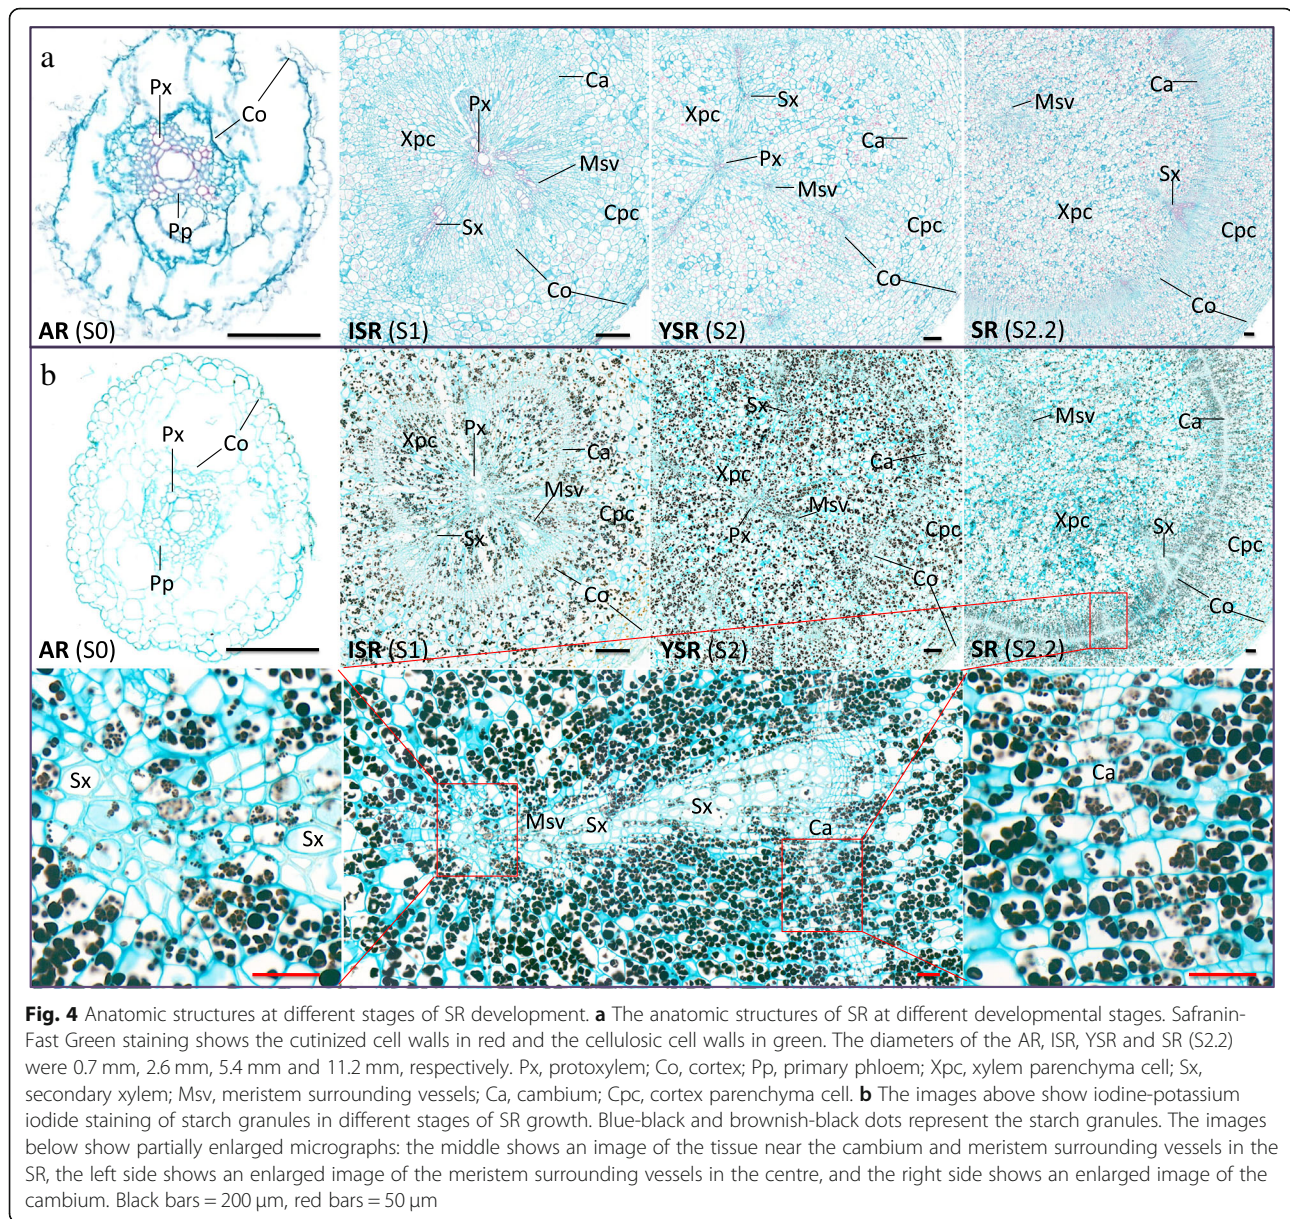 a
Px
Co
Pp
AR (S0)
Ca
Px
Xpc
Msv
Cpc
Sx
Co
ISR (S1)
Sx
Xpc
Ca
Px
Msv
Cpc
Co
YSR (S2)
Ca
Msv
Sx
Xpc
Cpc
Co
SR (S2.2)
b
Px
Co
Pp
AR (S0)
Px
Xpc
Ca
Msv
Cpc
Sx
Co
ISR (S1)
Sx
Ca
Xpc
Msv
Px
Cpc
Co
YSR (S2)
Msv
Ca
Xpc
Sx
Cpc
Co
SR (S2.2)
Sx
Sx
Msv
Sx
Sx
Ca
Ca
Fig. 4 Anatomic structures at different stages of SR development. a The anatomic structures of SR at different developmental stages. Safranin-
Fast Green staining shows the cutinized cell walls in red and the cellulosic cell walls in green. The diameters of the AR, ISR, YSR and SR (S2.2)
were 0.7 mm, 2.6 mm, 5.4 mm and 11.2 mm, respectively. Px, protoxylem; Co, cortex; Pp, primary phloem; Xpc, xylem parenchyma cell; Sx,
secondary xylem; Msv, meristem surrounding vessels; Ca, cambium; Cpc, cortex parenchyma cell. b The images above show iodine-potassium
iodide staining of starch granules in different stages of SR growth. Blue-black and brownish-black dots represent the starch granules. The images
below show partially enlarged micrographs: the middle shows an image of the tissue near the cambium and meristem surrounding vessels in the
SR, the left side shows an enlarged image of the meristem surrounding vessels in the centre, and the right side shows an enlarged image of the
cambium. Black bars = 200 μm, red bars = 50 μm